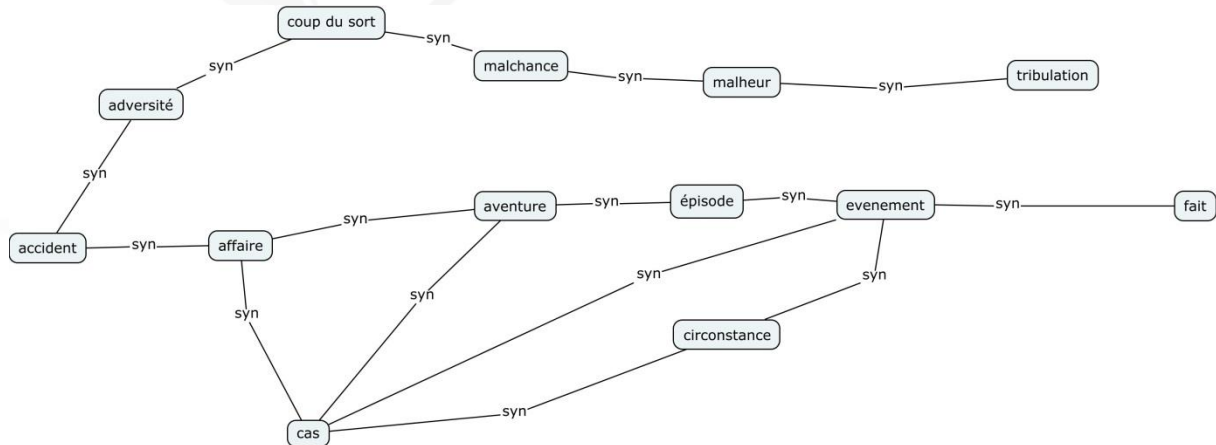 coup du sort
syn
malchance
syn
syn
malheur
syn
tribulation
adversité
syn
accident
syn
affaire
syn
aventure
syn
épisode
syn
evenement
syn
fait
syn
syn
syn
syn
circonstance
syn
cas